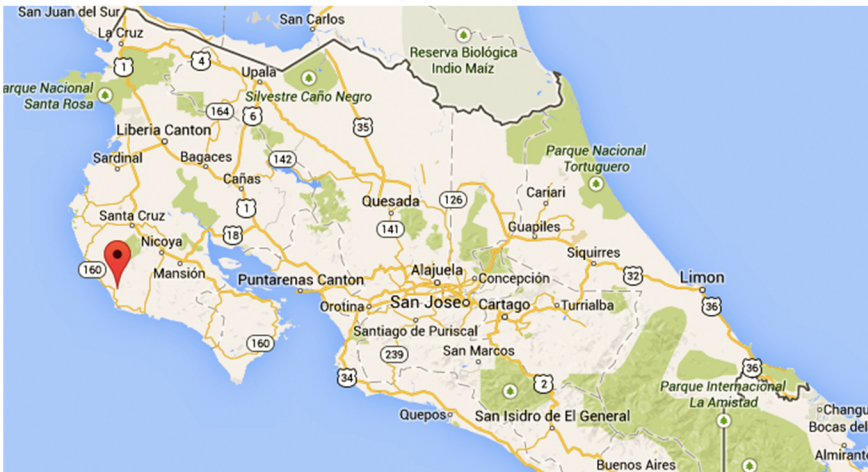 San Juan del Sur
San Carlos
La Cruz
Reserva Biológica
Indio Maíz
1
4
Upala
Silvestre Caño Negro
arque Nacional
Santa Rosa
164
6
35
Liberia Canton
Parque Nacional
Tortuguero
Sardinal
Bagaces
142
Cañas
Cariari
1
Quesada
126
Santa Cruz
18
141
Guapiles
Nicoya
Siquirres
160
Mansión
Puntarenas Canton
Alajuela
Concepción
32
Limon
Orotina
San Jose
Cartago
Turrialba
36
Santiago de Puriscal
160
239
San Marcos
34
2
36
Parque Internacional
La Amistad
Quepos
San Isidro de El General
Changu
Bocas del
Almirante
Buenos Aires